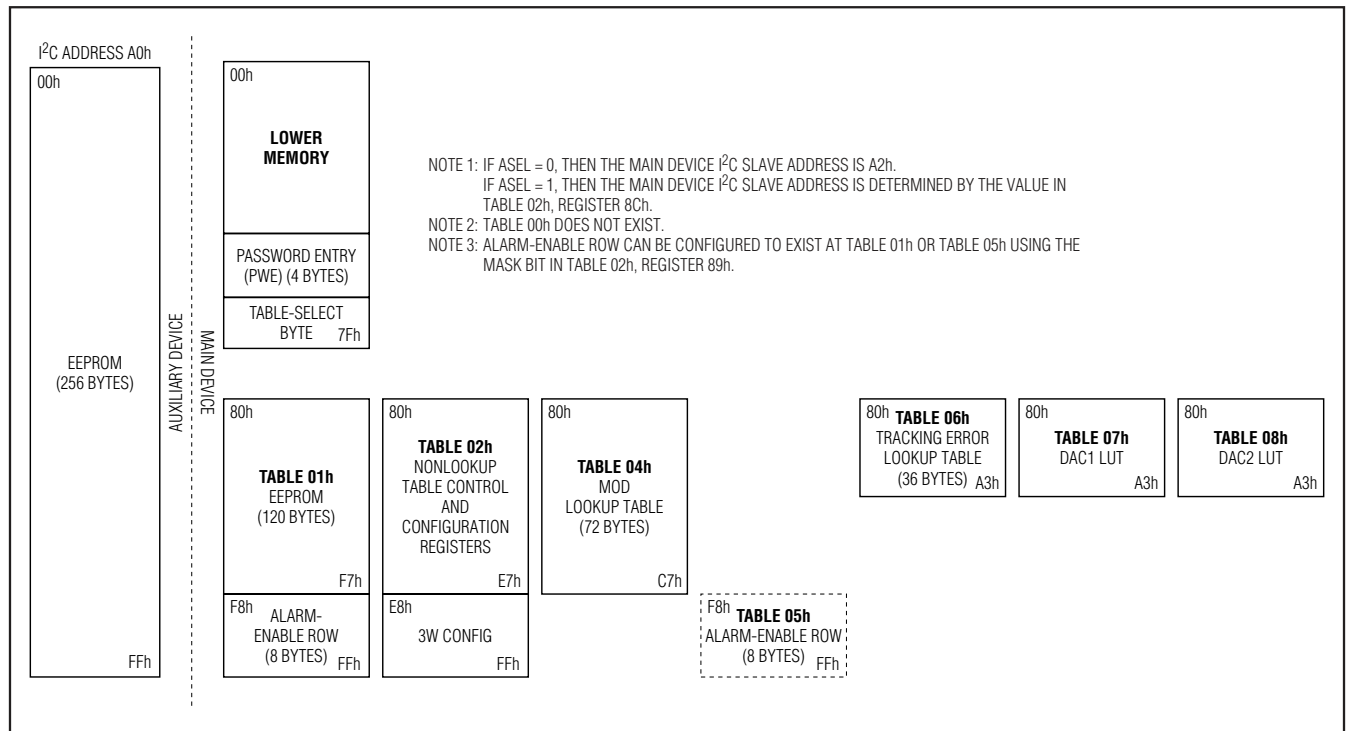 I2C ADDRESS A0h
00h
EEPROM
(256 BYTES)
FFh
AUXILIARY DEVICE
MAIN DEVICE
00h
LOWER
MEMORY
PASSWORD ENTRY
(PWE) (4 BYTES)
TABLE-SELECT
BYTE 7Fh
NOTE 1: IF ASEL = 0, THEN THE MAIN DEVICE I2C SLAVE ADDRESS IS A2h.
IF ASEL = 1, THEN THE MAIN DEVICE I2C SLAVE ADDRESS IS DETERMINED BY THE VALUE IN
TABLE 02h, REGISTER 8Ch.
NOTE 2: TABLE 00h DOES NOT EXIST.
NOTE 3: ALARM-ENABLE ROW CAN BE CONFIGURED TO EXIST AT TABLE 01h OR TABLE 05h USING THE
MASK BIT IN TABLE 02h, REGISTER 89h.
80h
TABLE 01h
EEPROM
(120 BYTES)
F7h
F8h
ALARM-
ENABLE ROW
(8 BYTES) FFh
80h
TABLE 02h
NONLOOKUP
TABLE CONTROL
AND
CONFIGURATION
REGISTERS
E7h
E8h
3W CONFIG
FFh
80h
TABLE 04h
MOD
LOOKUP TABLE
(72 BYTES)
C7h
F8h TABLE 05h
ALARM-ENABLE ROW
(8 BYTES) FFh
80h TABLE 06h
TRACKING ERROR
LOOKUP TABLE
(36 BYTES) A3h
80h
TABLE 07h
DAC1 LUT
A3h
80h
TABLE 08h
DAC2 LUT
A3h